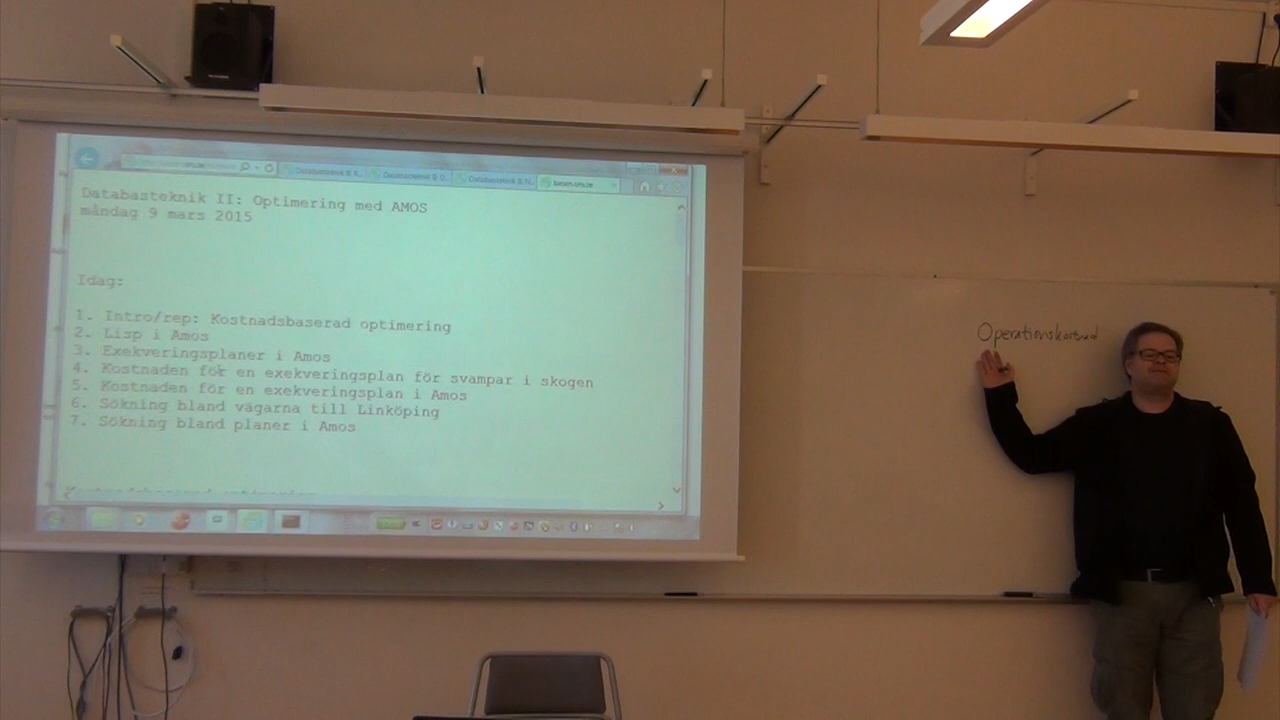 Databasteknik II: Optimering med AMOS
måndag 9 mars 2015
Idag:
1. Intro/rep: Kostnadsbaserad optimering
2. Lisp i Amos
3. Exekveringsplaner i Amos
4. Kostnaden för en exekveringsplan för svampar i skogen
5. Kostnaden för en exekveringsplan i Amos
6. Sökning bland vägarna till Linköping
7. Sökning bland planer i Amos
Operationskostnad